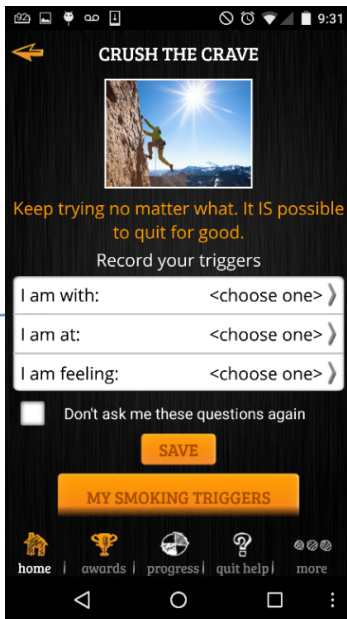 92 9:31
CRUSH THE CRAVE
Keep trying no matter what. It IS possible
to quit for good.
Record your triggers
I am with: <choose one>
I am at: <choose one>
I am feeling: <choose one>
Don't ask me these questions again
SAVE
MY SMOKING TRIGGERS
home awards progress quit help more